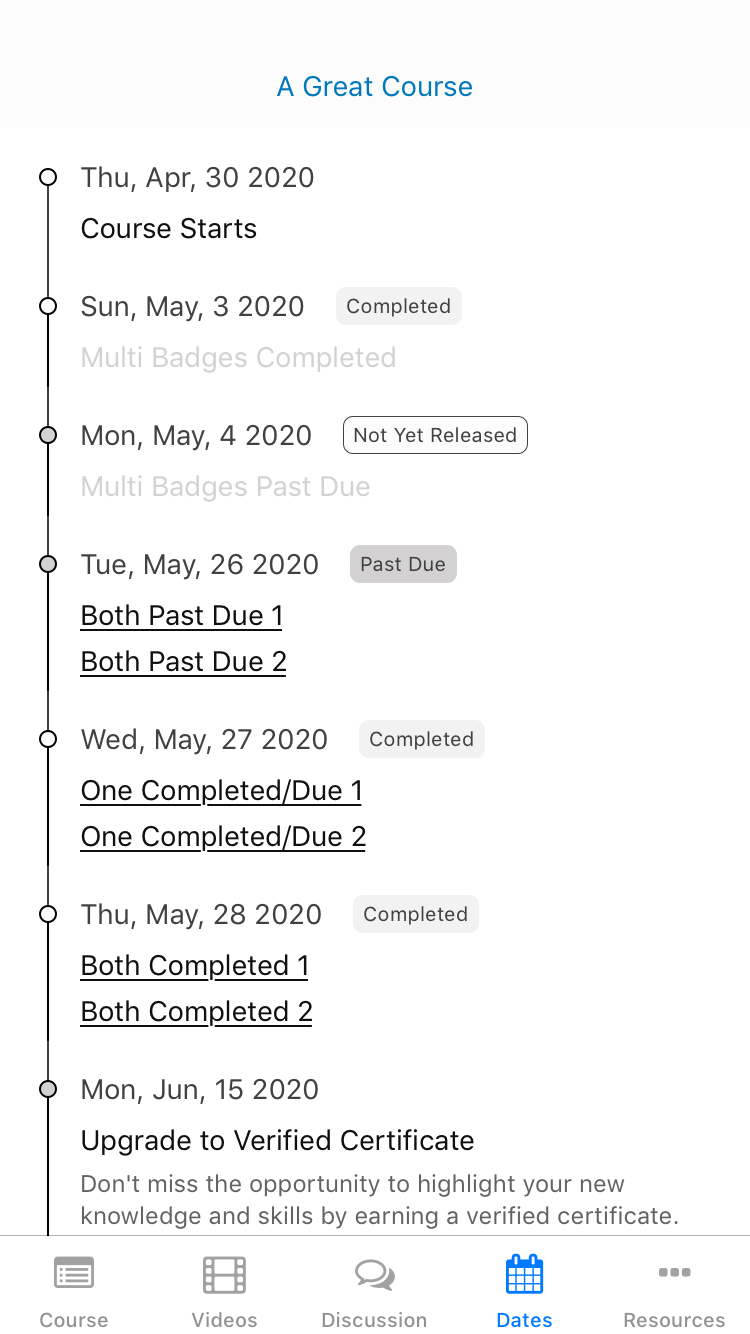 A Great Course
Thu, Apr, 30 2020
Course Starts
Sun, May, 3 2020 Completed
Multi Badges Completed
Mon, May, 4 2020 Not Yet Released
Multi Badges Past Due
Tue, May, 26 2020 Past Due
Both Past Due 1
Both Past Due 2
Wed, May, 27 2020 Completed
One Completed/Due 1
One Completed/Due 2
Thu, May, 28 2020 Completed
Both Completed 1
Both Completed 2
Mon, Jun, 15 2020
Upgrade to Verified Certificate
Don't miss the opportunity to highlight your new
knowledge and skills by earning a verified certificate.
Course Videos Discussion Dates Resources